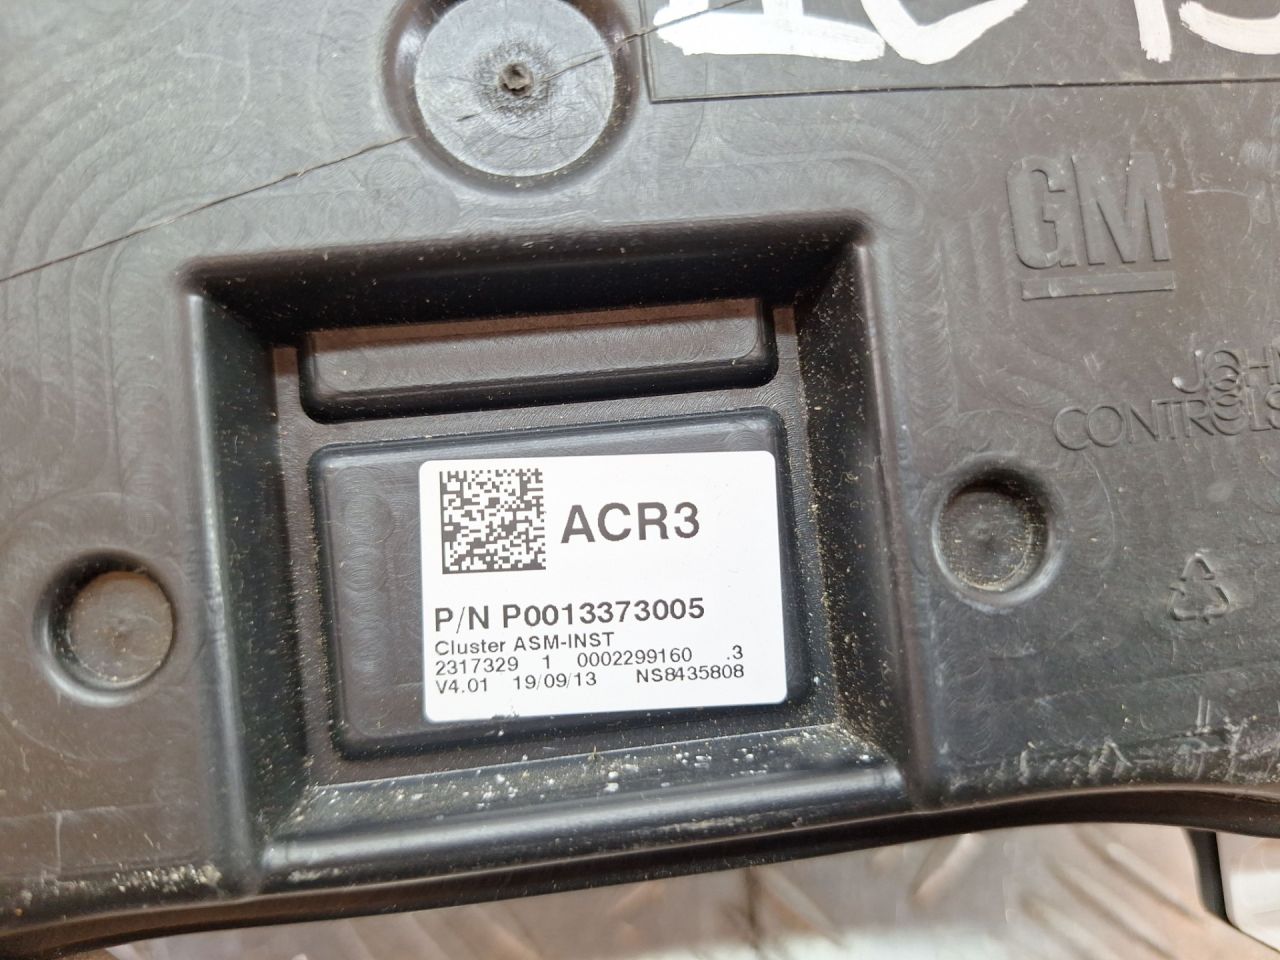 GM
CONTROLS
ACR3
P/N P0013373005
Cluster ASM-INST
2317329 1 0002299160 .3
V4.01 19/09/13 NS8435808